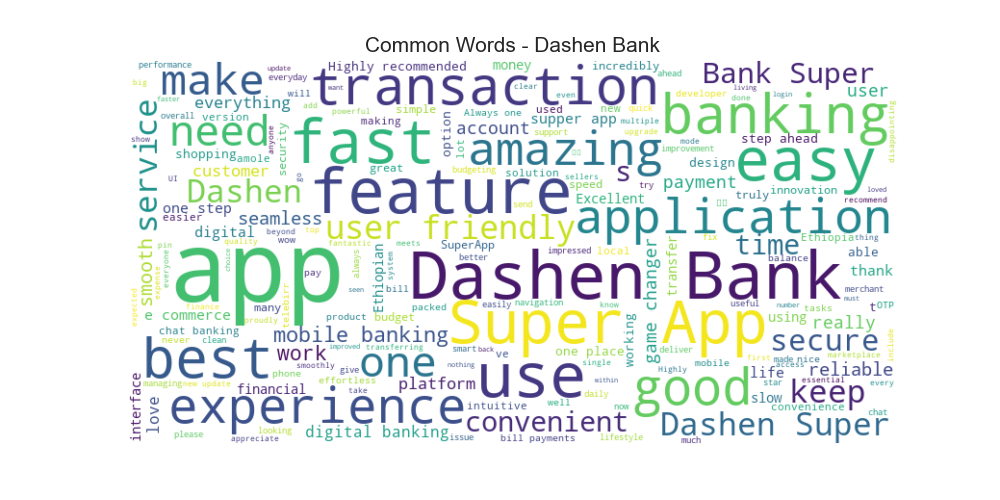 Common Words - Dashen Bank
performance update Highly recommended money incredibly ahead Bank Super
big everyday will want clear even living login
make transaction developer done user
faster everything add powerful simple Always one used supper app new quick multiple banking
overall version making option account support upgrade mode disappointing
show need anyone fast lot amazing step ahead
service shopping amole security great solution sellers improvement design easy
UI customer go feature budgeting speed try s payment truly innovation loved
Dashen send Excellent recommend
one step application
easier seamless user friendly
digital beyond top wow fantastic meets SuperApp impressed local fix time Ethiopia thing
smooth pin quality Ethiopian better transfer balance able
everyone choice app always system Dashen Bank
expected expense pay bill thank
finance telebirr packed easily navigation know game changer useful number merchant must
e commerce many product Super App using tasks t OTP
proudly budget working really
chat banking never clean mobile banking deliver first marketplace include
improved transferring smart back ve one place Highly made nice secure
best work smoothly give one nothing single mobile access reliable
managing new update phone effortless platform use within daily good life star essential every
financial take intuitive well now slow keep
interface love experience convenient convenience chat
please looking digital banking issue bill payments lifestyle much Dashen Super
appreciate